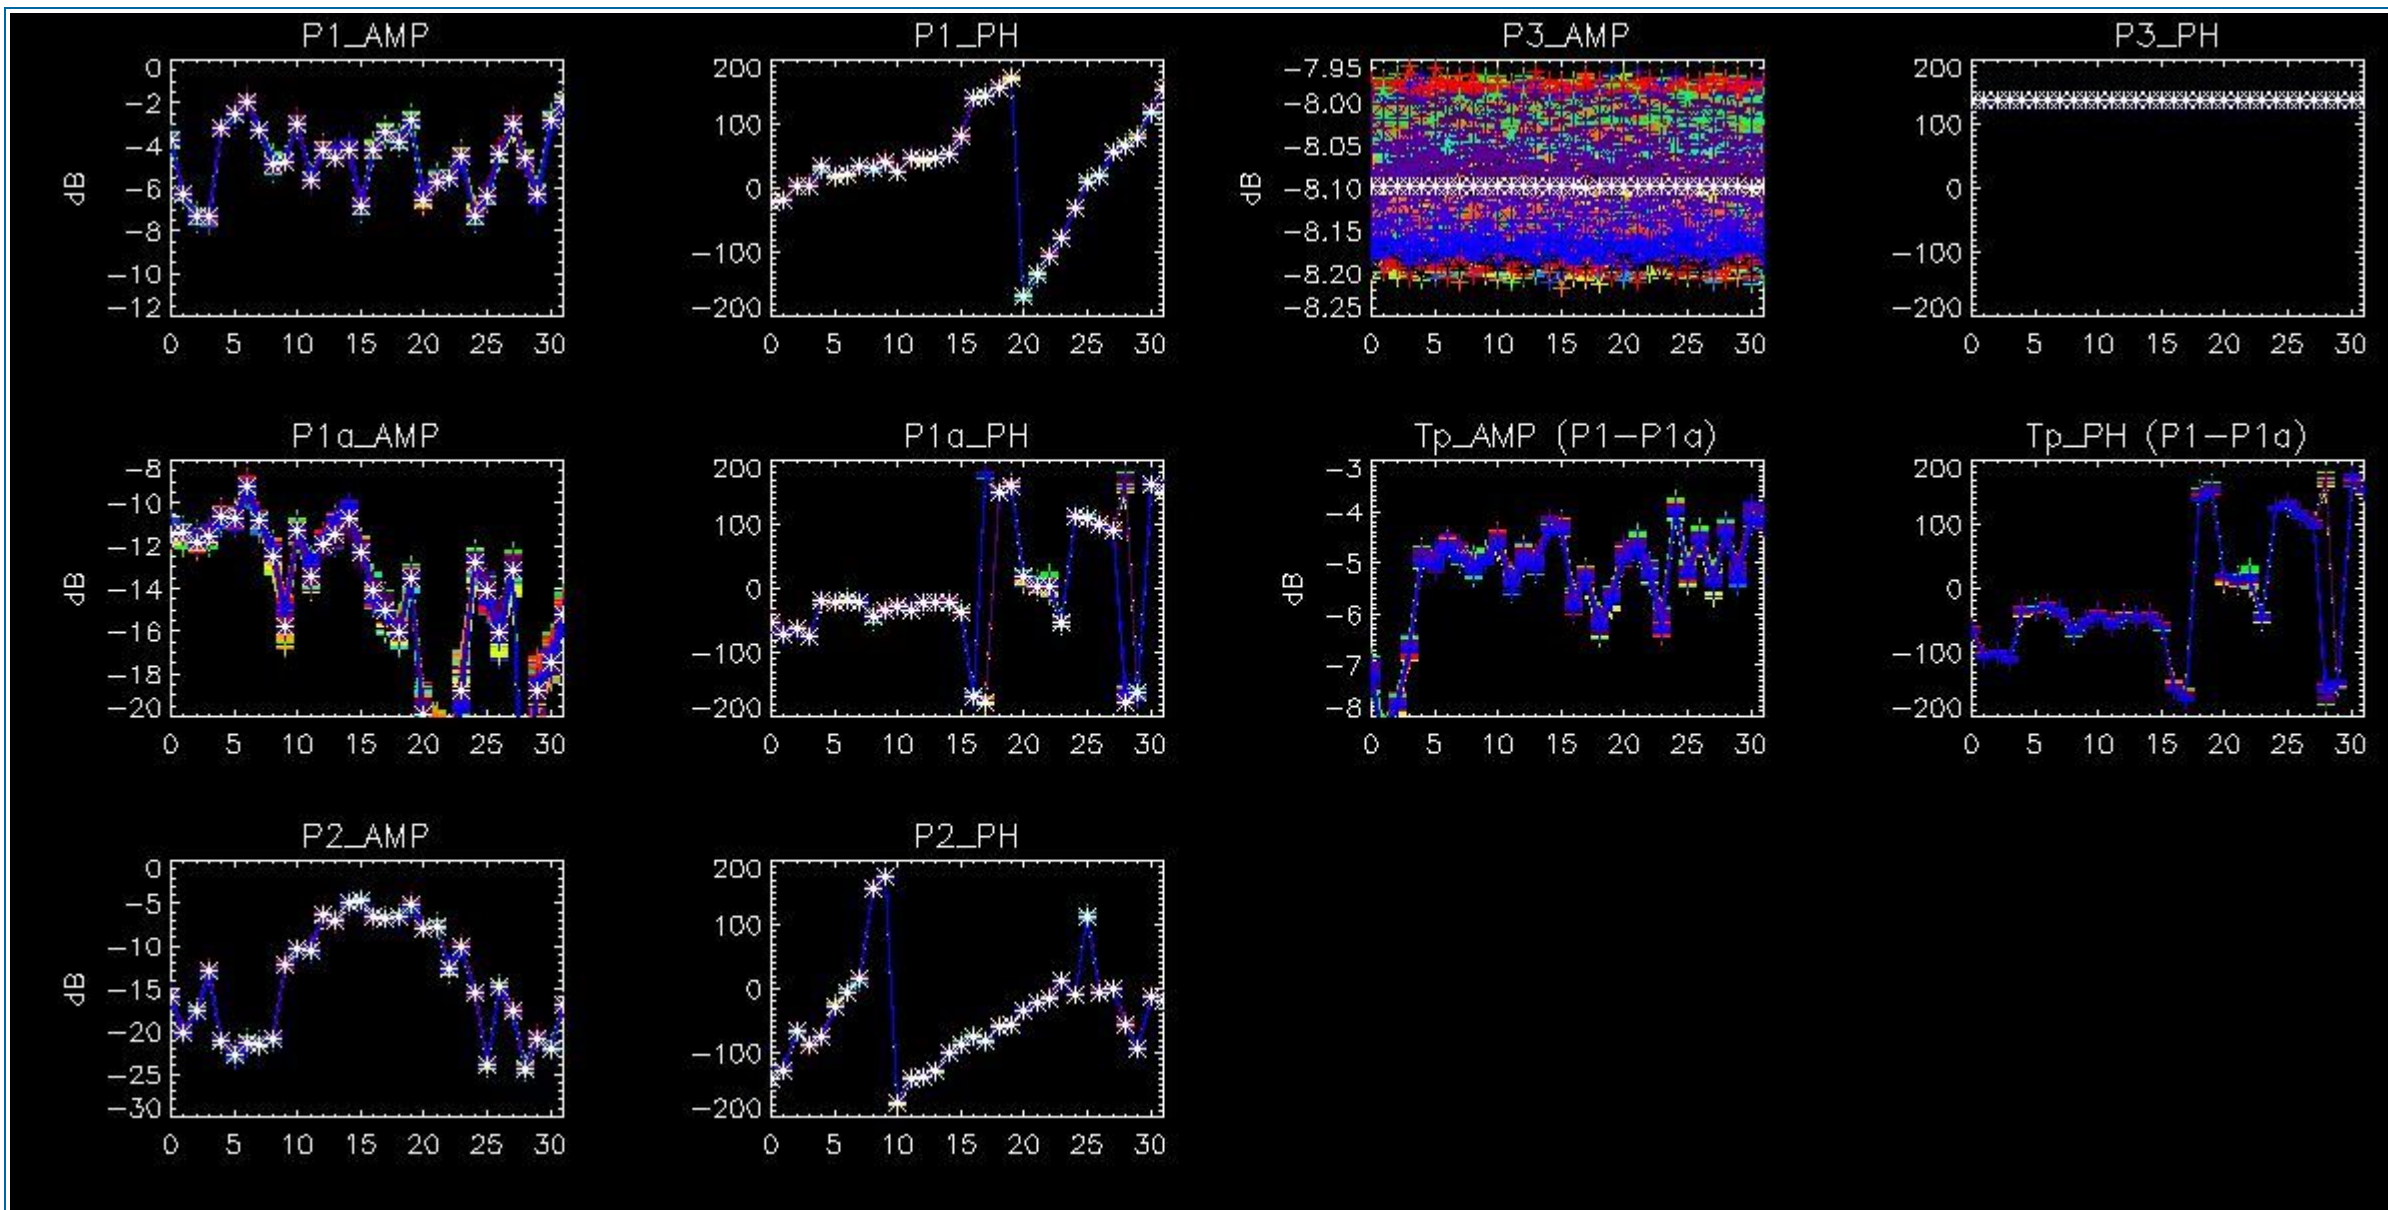 P1_AMP
0
−2
−4
−6
−8
−10
−12
dB
0 5 10 15 20 25 30
P1_PH
200
100
0
−100
−200
0 5 10 15 20 25 30
P3_AMP
−7.95
−8.00
−8.05
−8.10
−8.15
−8.20
−8.25
dB
0 5 10 15 20 25 30
P3_PH
200
100
0
−100
−200
0 5 10 15 20 25 30
P1a_AMP
−8
−10
−12
−14
−16
−18
−20
dB
0 5 10 15 20 25 30
P1a_PH
200
100
0
−100
−200
0 5 10 15 20 25 30
Tp_AMP (P1−P1a)
−3
−4
−5
−6
−7
−8
dB
0 5 10 15 20 25 30
Tp_PH (P1−P1a)
200
100
0
−100
−200
0 5 10 15 20 25 30
P2_AMP
0
−5
−10
−15
−20
−25
−30
dB
0 5 10 15 20 25 30
P2_PH
200
100
0
−100
−200
0 5 10 15 20 25 30